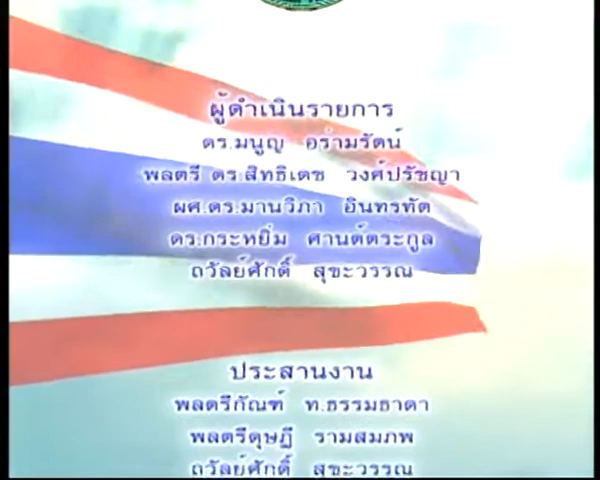 ผู้ดำเนินรายการ
ดร.มนูญ อร่ามรัตน์
พลตรี ดร.สิทธิเดช วงศ์ปรัชญา
ผศ.ดร.มานวิภา อินทรทัต
ดร.กระหยิ่ม ศานต์ตระกูล
ถวัลย์ศักดิ์ สุขะวรรณ
ประสานงาน
พลตรีกัณฑ์ ท.ธรรมธาดา
พลตรีดุษฎี รามสมภพ
ถวัลย์ศักดิ์ สุขะวรรณ